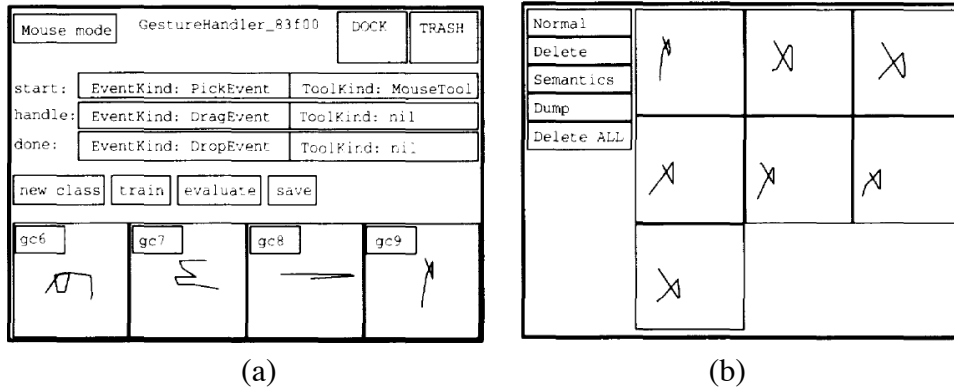 Mouse mode GestureHandler_83f00 DOCK TRASH
start: EventKind: PickEvent ToolKind: MouseTool
handle: EventKind: DragEvent ToolKind: nil
done: EventKind: DropEvent ToolKind: nil
new class train evaluate save
gc6 gc7 gc8 gc9
Normal
Delete
Semantics
Dump
Delete ALL
(a) (b)